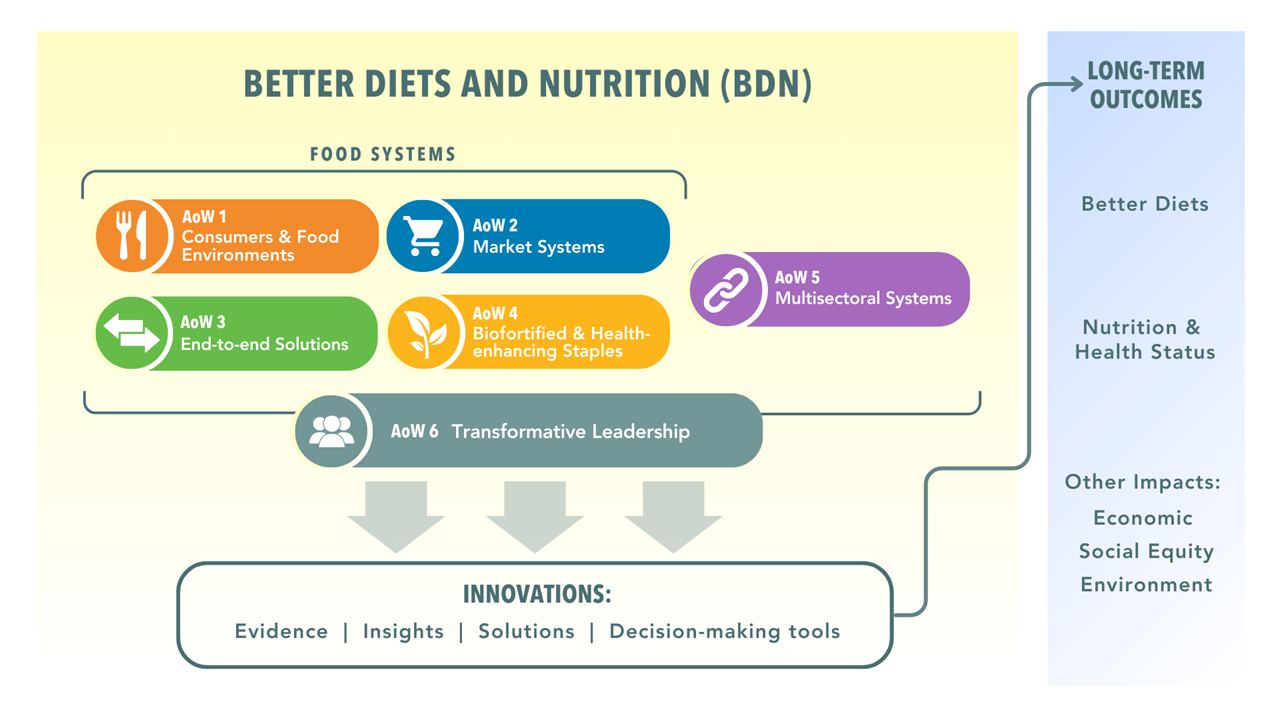 BETTER DIETS AND NUTRITION (BDN)
FOOD SYSTEMS
AoW 1
Consumers & Food
Environments
AoW 2
Market Systems
AoW 3
End-to-end Solutions
AoW 4
Biofortified & Health-
enhancing Staples
AoW 5
Multisectoral Systems
AoW 6 Transformative Leadership
INNOVATIONS:
Evidence | Insights | Solutions | Decision-making tools
LONG-TERM
OUTCOMES
Better Diets
Nutrition &
Health Status
Other Impacts:
Economic
Social Equity
Environment